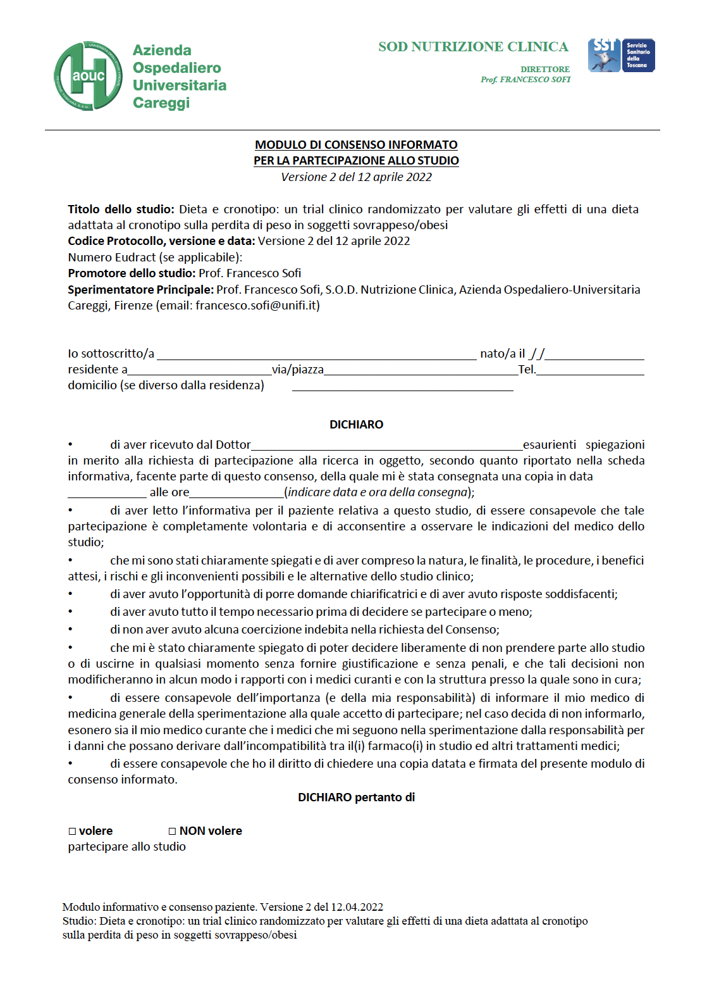 Azienda
Ospedaliero
Universitaria
Careggi
aouc
SOD NUTRIZIONE CLINICA
DIRETTORE
Prof. FRANCESCO SOFI
SST
Servizio
Sanitario
della
Toscana
MODULO DI CONSENSO INFORMATO
PER LA PARTECIPAZIONE ALLO STUDIO
Versione 2 del 12 aprile 2022
Titolo dello studio: Dieta e cronotipo: un trial clinico randomizzato per valutare gli effetti di una dieta
adattata al cronotipo sulla perdita di peso in soggetti sovrappeso/obesi
Codice Protocollo, versione e data: Versione 2 del 12 aprile 2022
Numero Eudract (se applicabile):
Promotore dello studio: Prof. Francesco Sofi
Sperimentatore Principale: Prof. Francesco Sofi, S.O.D. Nutrizione Clinica, Azienda Ospedaliero-Universitaria
Careggi, Firenze (email: francesco.sofi@unifi.it)
Io sottoscritto/a ______________________ nato/a il _/_/______________
residente a____________________via/piazza____________________Tel.______________
domicilio (se diverso dalla residenza) ______________________
DICHIARO
• di aver ricevuto dal Dottor______________________esaurienti spiegazioni
in merito alla richiesta di partecipazione alla ricerca in oggetto, secondo quanto riportato nella scheda
informativa, facente parte di questo consenso, della quale mi è stata consegnata una copia in data
____________ alle ore______________(indicare data e ora della consegna);
• di aver letto l’informativa per il paziente relativa a questo studio, di essere consapevole che tale
partecipazione è completamente volontaria e di acconsentire a osservare le indicazioni del medico dello
studio;
• che mi sono stati chiaramente spiegati e di aver compreso la natura, le finalità, le procedure, i benefici
attesi, i rischi e gli inconvenienti possibili e le alternative dello studio clinico;
• di aver avuto l’opportunità di porre domande chiarificatrici e di aver avuto risposte soddisfacenti;
• di aver avuto tutto il tempo necessario prima di decidere se partecipare o meno;
• di non aver avuto alcuna coercizione indebita nella richiesta del Consenso;
• che mi è stato chiaramente spiegato di poter decidere liberamente di non prendere parte allo studio
o di uscirne in qualsiasi momento senza fornire giustificazione e senza penali, e che tali decisioni non
modificheranno in alcun modo i rapporti con i medici curanti e con la struttura presso la quale sono in cura;
• di essere consapevole dell’importanza (e della mia responsabilità) di informare il mio medico di
medicina generale della sperimentazione alla quale accetto di partecipare; nel caso decida di non informarlo,
esonero sia il mio medico curante che i medici che mi seguono nella sperimentazione dalla responsabilità per
i danni che possano derivare dall’incompatibilità tra il(i) farmaco(i) in studio ed altri trattamenti medici;
• di essere consapevole che ho il diritto di chiedere una copia datata e firmata del presente modulo di
consenso informato.
DICHIARO pertanto di
□ volere □ NON volere
partecipare allo studio
Modulo informativo e consenso paziente. Versione 2 del 12.04.2022
Studio: Dieta e cronotipo: un trial clinico randomizzato per valutare gli effetti di una dieta adattata al cronotipo
sulla perdita di peso in soggetti sovrappeso/obesi